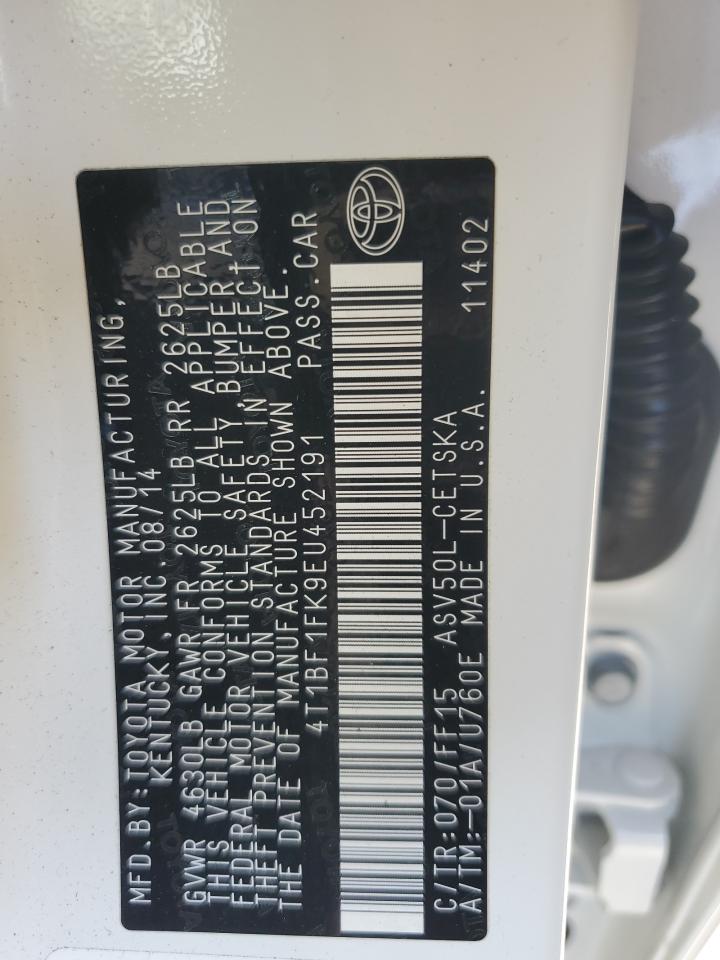 MFD.BY:TOYOTA MOTOR MANUFACTURING,
KENTUCKY, INC. 08/14
GVWR 4630LB GAWR FR 2625LB RR 2625LB
THIS VEHICLE CONFORMS TO ALL APPLICABLE
FEDERAL MOTOR VEHICLE SAFETY, BUMPER, AND
THEFT PREVENTION STANDARDS IN EFFECT ON
THE DATE OF MANUFACTURE SHOWN ABOVE.
4T1BF1FK9EU452191 PASS.CAR
C/TR:070/FF15 ASV50L-CETSKA
A/TM:-01A/U760E MADE IN U.S.A. 11402